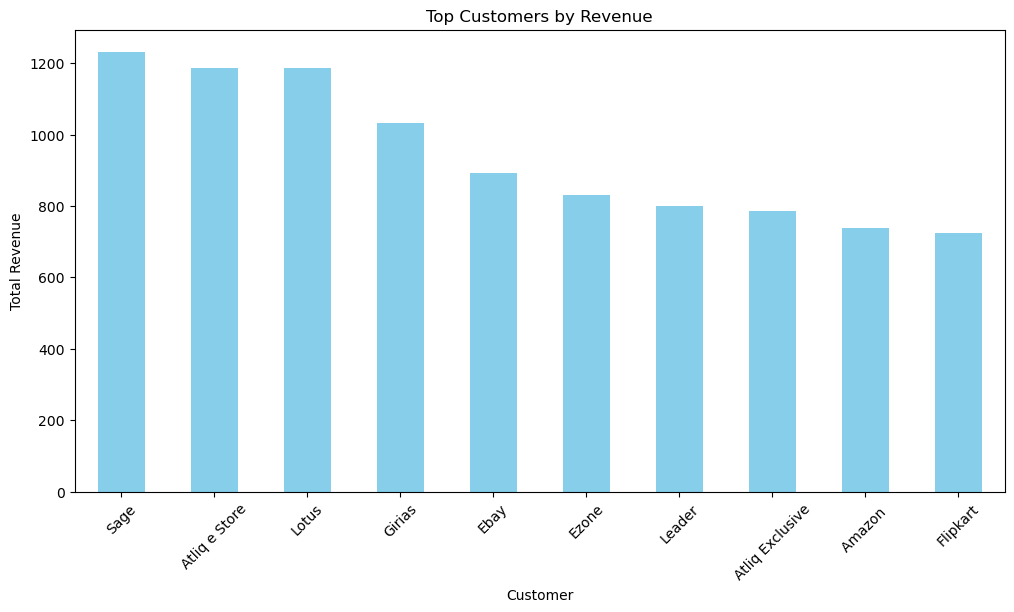 Top Customers by Revenue
Total Revenue
1200
1000
800
600
400
200
0
Sage
Atliq e Store
Lotus
Girias
Ebay
Ezone
Leader
Atliq Exclusive
Amazon
Flipkart
Customer